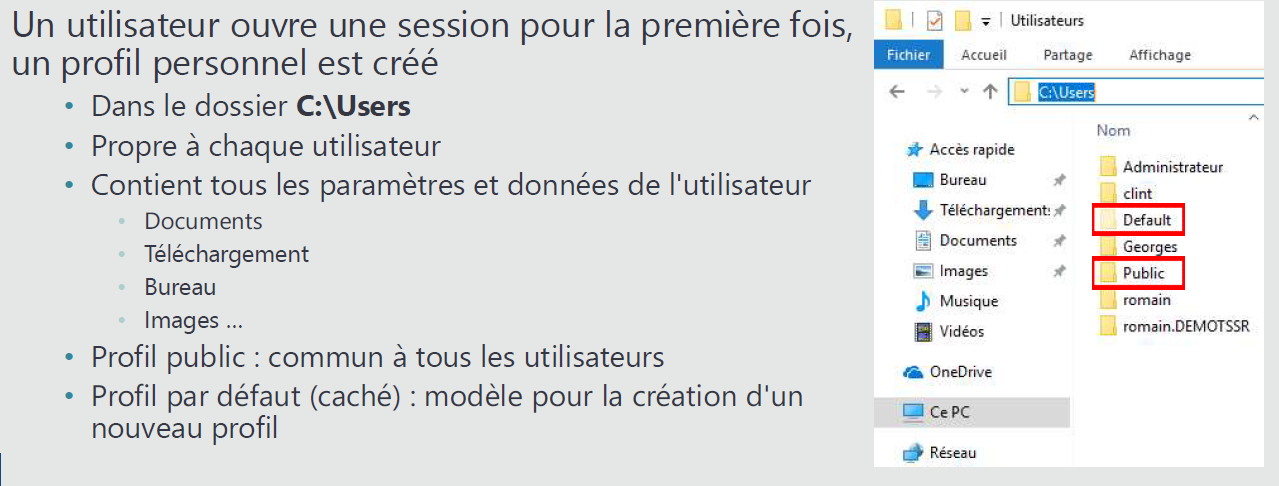 Un utilisateur ouvre une session pour la première fois,
un profil personnel est créé
• Dans le dossier C:\Users
• Propre à chaque utilisateur
• Contient tous les paramètres et données de l'utilisateur
• Documents
• Téléchargement
• Bureau
• Images ...
• Profil public : commun à tous les utilisateurs
• Profil par défaut (caché) : modèle pour la création d'un
nouveau profil
Utilisateurs
Fichier Accueil Partage Affichage
C:\Users
Accès rapide
Bureau
Téléchargement:
Documents
Images
Musique
Vidéos
OneDrive
Ce PC
Réseau
Nom
Administrateur
clint
Default
Georges
Public
romain
romain.DEMOTSSR